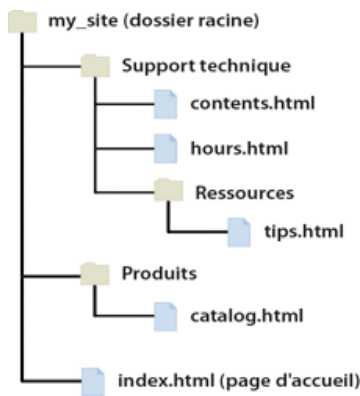 my_site (dossier racine)
Support technique
contents.html
hours.html
Ressources
tips.html
Produits
catalog.html
index.html (page d'accueil)